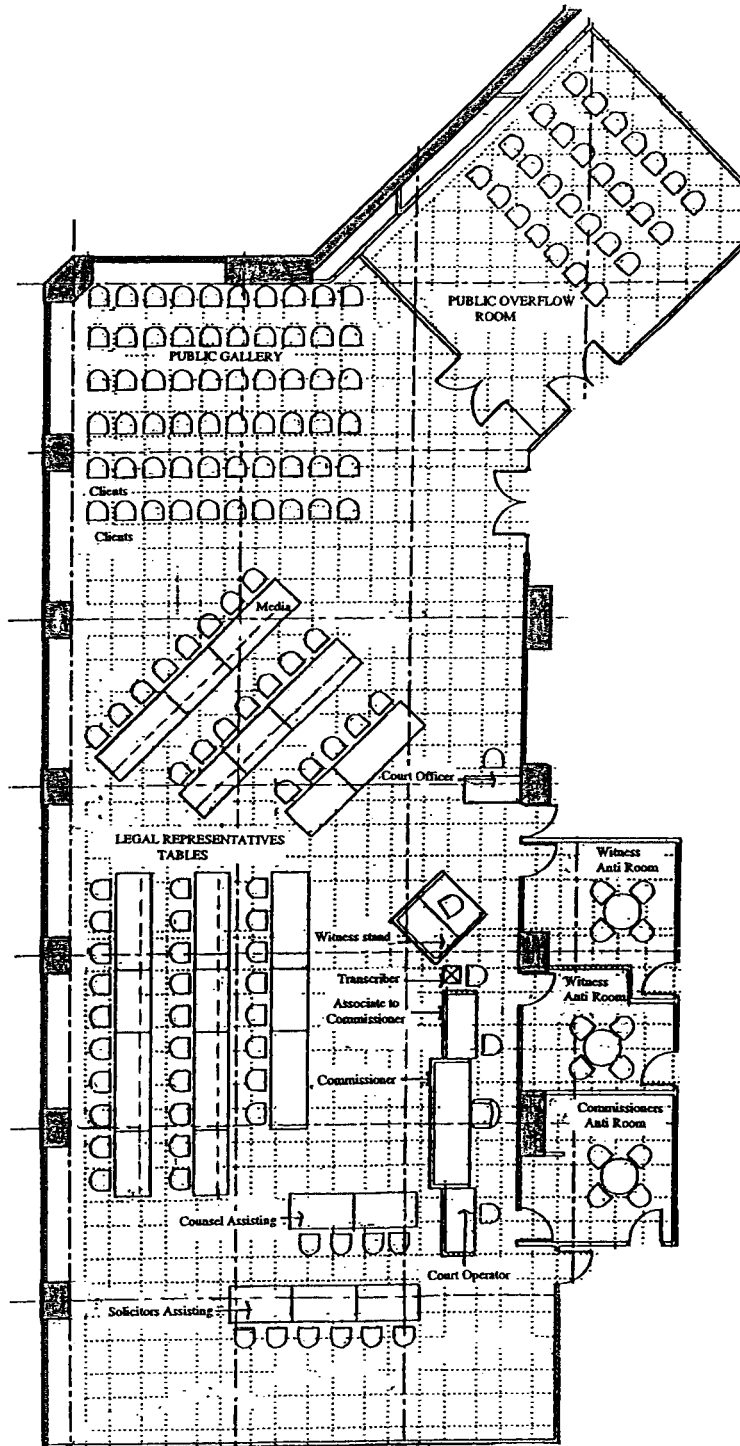 PUBLIC OVERFLOW
ROOM
PUBLIC GALLERY
Clients
Clients
Media
Court Officer
LEGAL REPRESENTATIVES
TABLES
Witness
Anti Room
Witness stand
Transcriber
Witness
Anti Room
Associate to
Commissioner
Commissioner
Commissioners
Anti Room
Counsel Assisting
Court Operator
Solicitors Assisting